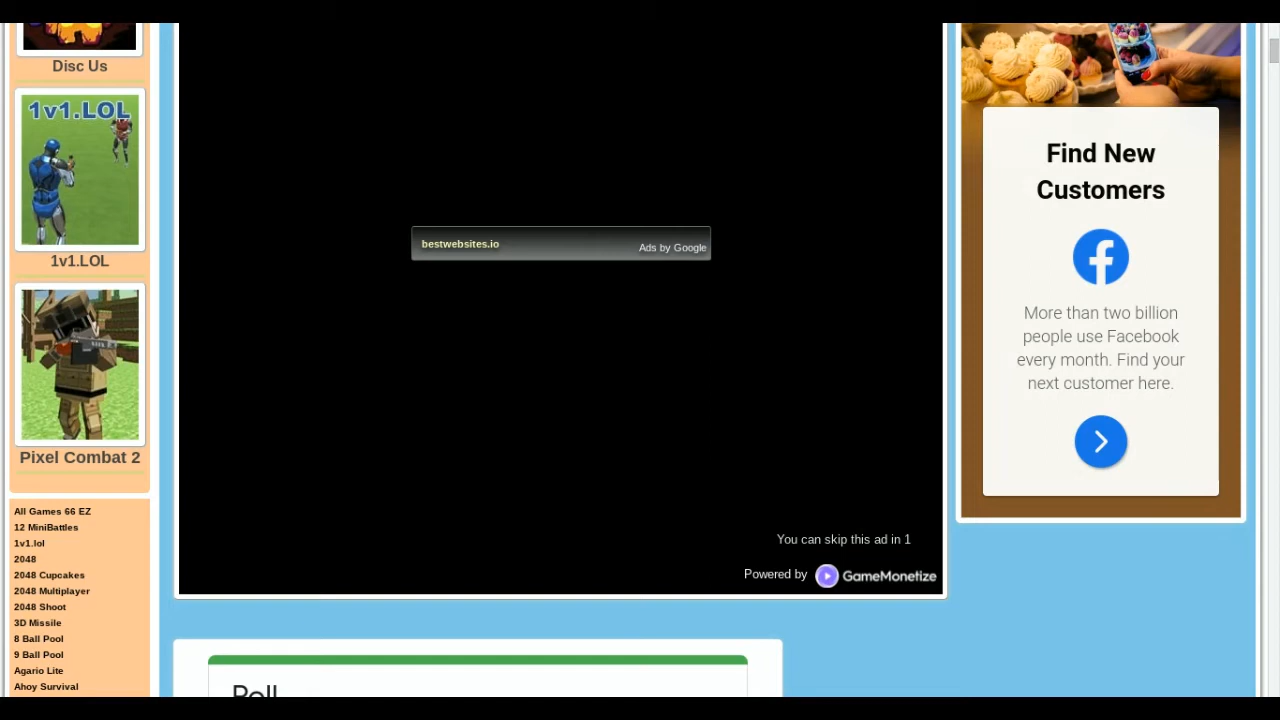 Disc Us
1v1.LOL
1v1.LOL
Pixel Combat 2
All Games 66 EZ
12 MiniBattles
1v1.lol
2048
2048 Cupcakes
2048 Multiplayer
2048 Shoot
3D Missile
8 Ball Pool
9 Ball Pool
Agario Lite
Ahoy Survival
bestwebsites.io
Ads by Google
You can skip this ad in 1
Powered by GameMonetize
Poll
Find New
Customers
More than two billion
people use Facebook
every month. Find your
next customer here.